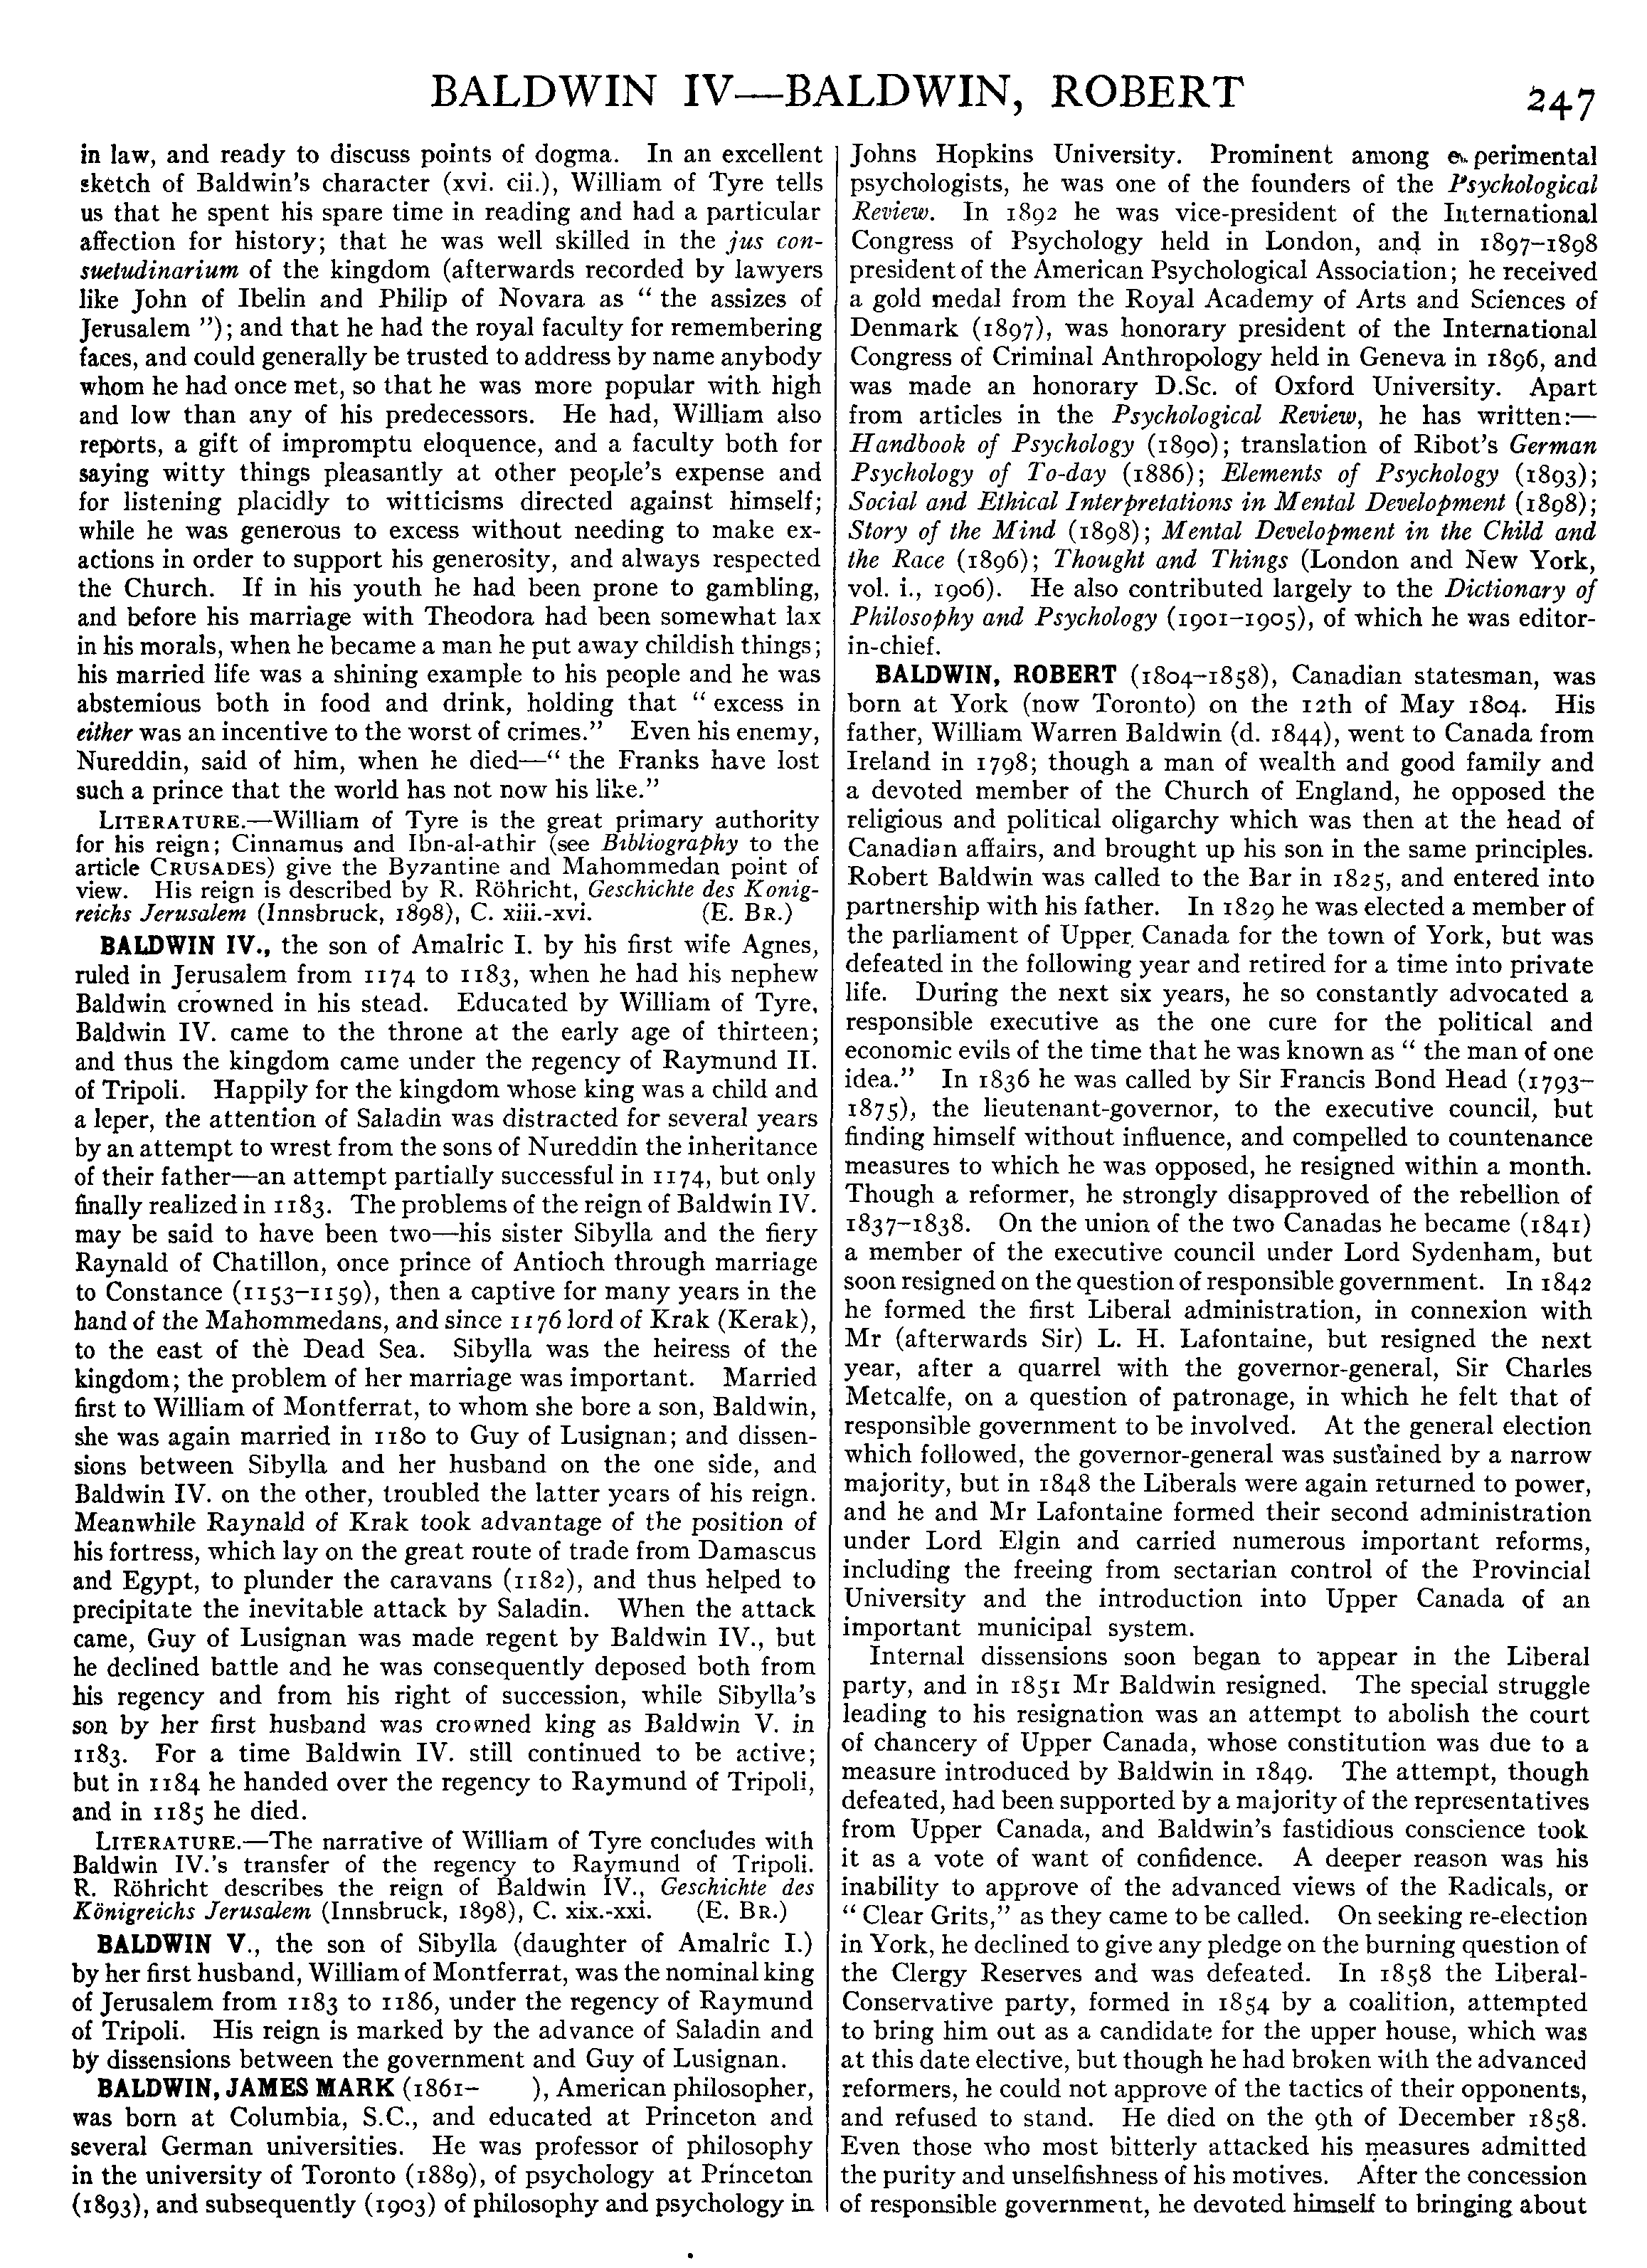 BALDWIN IV—BALDWIN, ROBERT
247
in law, and ready to discuss points of dogma. In an excellent
sketch of Baldwin's character (xvi. cii.), William of Tyre tells
us that he spent his spare time in reading and had a particular
affection for history; that he was well skilled in the jus con-
suetudinarium of the kingdom (afterwards recorded by lawyers
like John of Ibelin and Philip of Novara as “ the assizes of
Jerusalem ”); and that he had the royal faculty for remembering
faces, and could generally be trusted to address by name anybody
whom he had once met, so that he was more popular with high
and low than any of his predecessors. He had, William also
reports, a gift of impromptu eloquence, and a faculty both for
saying witty things pleasantly at other people's expense and
for listening placidly to witticisms directed against himself;
while he was generous to excess without needing to make ex-
actions in order to support his generosity, and always respected
the Church. If in his youth he had been prone to gambling,
and before his marriage with Theodora had been somewhat lax
in his morals, when he became a man he put away childish things;
his married life was a shining example to his people and he was
abstemious both in food and drink, holding that “ excess in
either was an incentive to the worst of crimes.” Even his enemy,
Nureddin, said of him, when he died—“ the Franks have lost
such a prince that the world has not now his like.”
LITERATURE.—William of Tyre is the great primary authority
for his reign; Cinnamus and Ibn-al-athir (see Bibliography to the
article CRUSADES) give the Byzantine and Mahommedan point of
view. His reign is described by R. Röhricht, Geschichte des Konig-
reichs Jerusalem (Innsbruck, 1898), C. xiii.-xvi. (E. BR.)
BALDWIN IV., the son of Amalric I. by his first wife Agnes,
ruled in Jerusalem from 1174 to 1183, when he had his nephew
Baldwin crowned in his stead. Educated by William of Tyre,
Baldwin IV. came to the throne at the early age of thirteen;
and thus the kingdom came under the regency of Raymund II.
of Tripoli. Happily for the kingdom whose king was a child and
a leper, the attention of Saladin was distracted for several years
by an attempt to wrest from the sons of Nureddin the inheritance
of their father—an attempt partially successful in 1174, but only
finally realized in 1183. The problems of the reign of Baldwin IV.
may be said to have been two—his sister Sibylla and the fiery
Raynald of Chatillon, once prince of Antioch through marriage
to Constance (1153–1159), then a captive for many years in the
hand of the Mahommedans, and since 1176 lord of Krak (Kerak),
to the east of the Dead Sea. Sibylla was the heiress of the
kingdom; the problem of her marriage was important. Married
first to William of Montferrat, to whom she bore a son, Baldwin,
she was again married in 1180 to Guy of Lusignan; and dissen-
sions between Sibylla and her husband on the one side, and
Baldwin IV. on the other, troubled the latter years of his reign.
Meanwhile Raynald of Krak took advantage of the position of
his fortress, which lay on the great route of trade from Damascus
and Egypt, to plunder the caravans (1182), and thus helped to
precipitate the inevitable attack by Saladin. When the attack
came, Guy of Lusignan was made regent by Baldwin IV., but
he declined battle and he was consequently deposed both from
his regency and from his right of succession, while Sibylla's
son by her first husband was crowned king as Baldwin V. in
1183. For a time Baldwin IV. still continued to be active;
but in 1184 he handed over the regency to Raymund of Tripoli,
and in 1185 he died.
LITERATURE.—The narrative of William of Tyre concludes with
Baldwin IV.'s transfer of the regency to Raymund of Tripoli.
R. Röhricht describes the reign of Baldwin IV., Geschichte des
Königreichs Jerusalem (Innsbruck, 1898), C. xix.-xxi. (E. BR.)
BALDWIN V., the son of Sibylla (daughter of Amalric I.)
by her first husband, William of Montferrat, was the nominal king
of Jerusalem from 1183 to 1186, under the regency of Raymund
of Tripoli. His reign is marked by the advance of Saladin and
by dissensions between the government and Guy of Lusignan.
BALDWIN, JAMES MARK (1861– ), American philosopher,
was born at Columbia, S.C., and educated at Princeton and
several German universities. He was professor of philosophy
in the university of Toronto (1889), of psychology at Princeton
(1893), and subsequently (1903) of philosophy and psychology in
Johns Hopkins University. Prominent among experimental
psychologists, he was one of the founders of the Psychological
Review. In 1892 he was vice-president of the International
Congress of Psychology held in London, and in 1897–1898
president of the American Psychological Association; he received
a gold medal from the Royal Academy of Arts and Sciences of
Denmark (1897), was honorary president of the International
Congress of Criminal Anthropology held in Geneva in 1896, and
was made an honorary D.Sc. of Oxford University. Apart
from articles in the Psychological Review, he has written:—
Handbook of Psychology (1890); translation of Ribot's German
Psychology of To-day (1886); Elements of Psychology (1893);
Social and Ethical Interpretations in Mental Development (1898);
Story of the Mind (1898); Mental Development in the Child and
the Race (1896); Thought and Things (London and New York,
vol. i., 1906). He also contributed largely to the Dictionary of
Philosophy and Psychology (1901–1905), of which he was editor-
in-chief.
BALDWIN, ROBERT (1804–1858), Canadian statesman, was
born at York (now Toronto) on the 12th of May 1804. His
father, William Warren Baldwin (d. 1844), went to Canada from
Ireland in 1798; though a man of wealth and good family and
a devoted member of the Church of England, he opposed the
religious and political oligarchy which was then at the head of
Canadian affairs, and brought up his son in the same principles.
Robert Baldwin was called to the Bar in 1825, and entered into
partnership with his father. In 1829 he was elected a member of
the parliament of Upper Canada for the town of York, but was
defeated in the following year and retired for a time into private
life. During the next six years, he so constantly advocated a
responsible executive as the one cure for the political and
economic evils of the time that he was known as “ the man of one
idea.” In 1836 he was called by Sir Francis Bond Head (1793–
1875), the lieutenant-governor, to the executive council, but
finding himself without influence, and compelled to countenance
measures to which he was opposed, he resigned within a month.
Though a reformer, he strongly disapproved of the rebellion of
1837–1838. On the union of the two Canadas he became (1841)
a member of the executive council under Lord Sydenham, but
soon resigned on the question of responsible government. In 1842
he formed the first Liberal administration, in connexion with
Mr (afterwards Sir) L. H. Lafontaine, but resigned the next
year, after a quarrel with the governor-general, Sir Charles
Metcalfe, on a question of patronage, in which he felt that of
responsible government to be involved. At the general election
which followed, the governor-general was sustained by a narrow
majority, but in 1848 the Liberals were again returned to power,
and he and Mr Lafontaine formed their second administration
under Lord Elgin and carried numerous important reforms,
including the freeing from sectarian control of the Provincial
University and the introduction into Upper Canada of an
important municipal system.
Internal dissensions soon began to appear in the Liberal
party, and in 1851 Mr Baldwin resigned. The special struggle
leading to his resignation was an attempt to abolish the court
of chancery of Upper Canada, whose constitution was due to a
measure introduced by Baldwin in 1849. The attempt, though
defeated, had been supported by a majority of the representatives
from Upper Canada, and Baldwin's fastidious conscience took
it as a vote of want of confidence. A deeper reason was his
inability to approve of the advanced views of the Radicals, or
“ Clear Grits,” as they came to be called. On seeking re-election
in York, he declined to give any pledge on the burning question of
the Clergy Reserves and was defeated. In 1858 the Liberal-
Conservative party, formed in 1854 by a coalition, attempted
to bring him out as a candidate for the upper house, which was
at this date elective, but though he had broken with the advanced
reformers, he could not approve of the tactics of their opponents,
and refused to stand. He died on the 9th of December 1858.
Even those who most bitterly attacked his measures admitted
the purity and unselfishness of his motives. After the concession
of responsible government, he devoted himself to bringing about